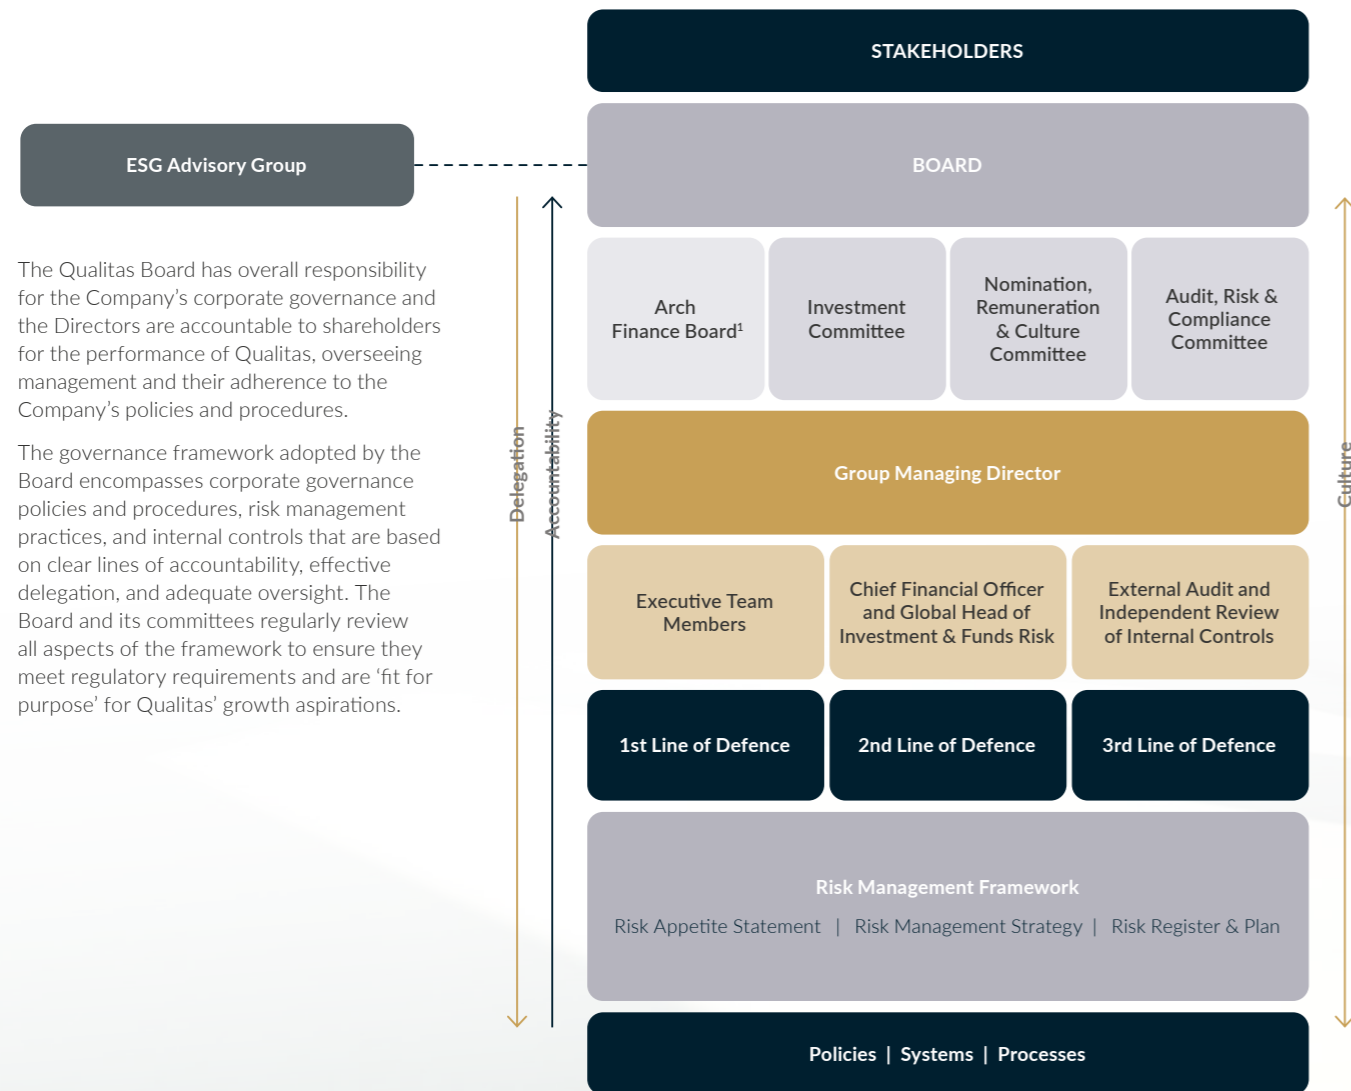 STAKEHOLDERS
ESG Advisory Group
BOARD
The Qualitas Board has overall responsibility
for the Company’s corporate governance and
the Directors are accountable to shareholders
for the performance of Qualitas, overseeing
management and their adherence to the
Company’s policies and procedures.
The governance framework adopted by the
Board encompasses corporate governance
policies and procedures, risk management
practices, and internal controls that are based
on clear lines of accountability, effective
delegation, and adequate oversight. The
Board and its committees regularly review
all aspects of the framework to ensure they
meet regulatory requirements and are ‘fit for
purpose’ for Qualitas’ growth aspirations.
Delegation
Accountability
Arch
Finance Board¹
Investment
Committee
Nomination,
Remuneration
& Culture
Committee
Audit, Risk &
Compliance
Committee
Group Managing Director
Executive Team
Members
Chief Financial Officer
and Global Head of
Investment & Funds Risk
External Audit and
Independent Review
of Internal Controls
1st Line of Defence
2nd Line of Defence
3rd Line of Defence
Risk Management Framework
Risk Appetite Statement | Risk Management Strategy | Risk Register & Plan
Policies | Systems | Processes
Culture